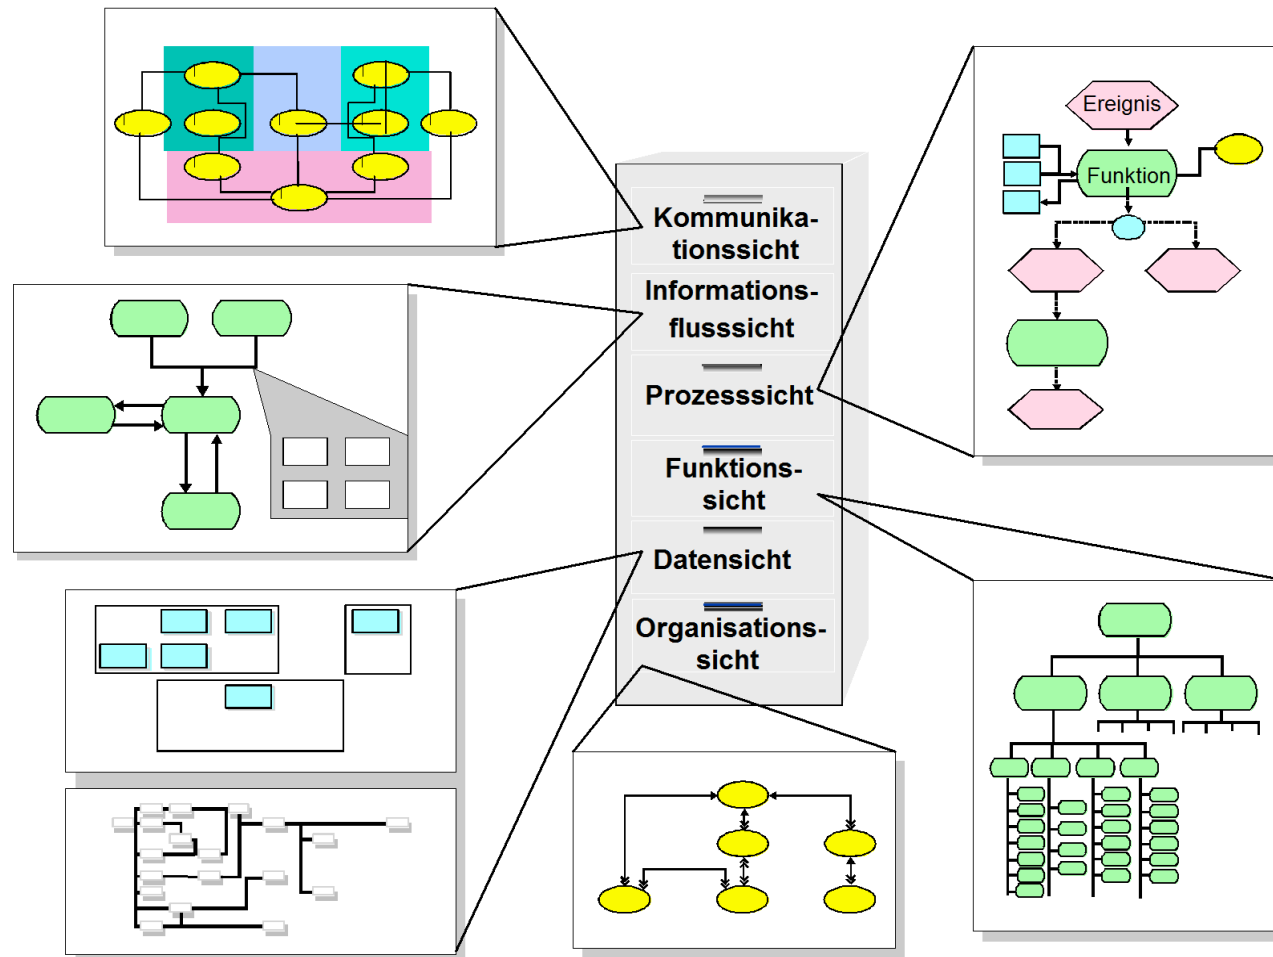 Kommunika-
tionssicht
Informations-
flusssicht
Prozesssicht
Funktions-
sicht
Datensicht
Organisations-
sicht
Ereignis
Funktion